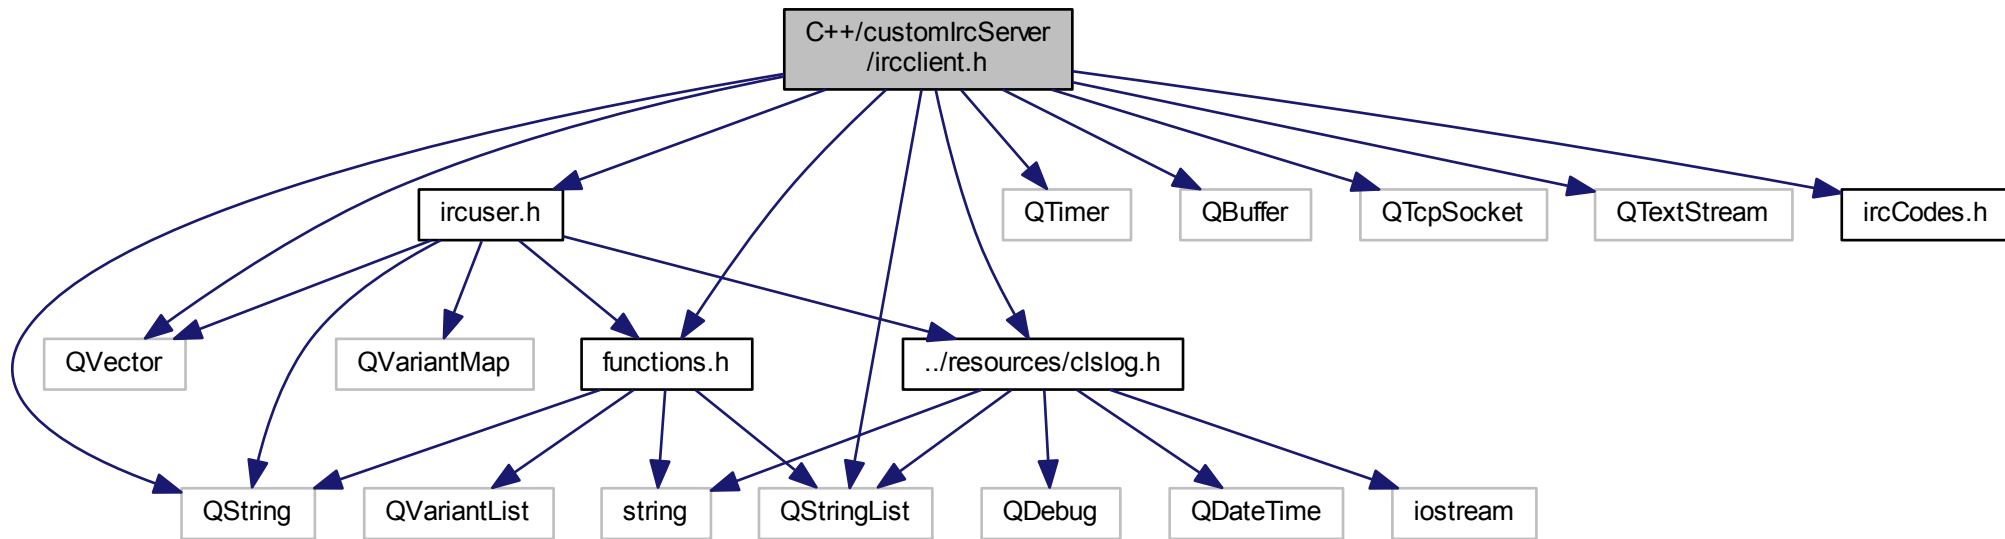 C++/customIrcServer
/ircclient.h
ircuser.h
QTimer
QBuffer
QTcpSocket
QTextStream
ircCodes.h
QVector
QVariantMap
functions.h
../resources/clslog.h
QString
QVariantList
string
QStringList
QDebug
QDateTime
iostream